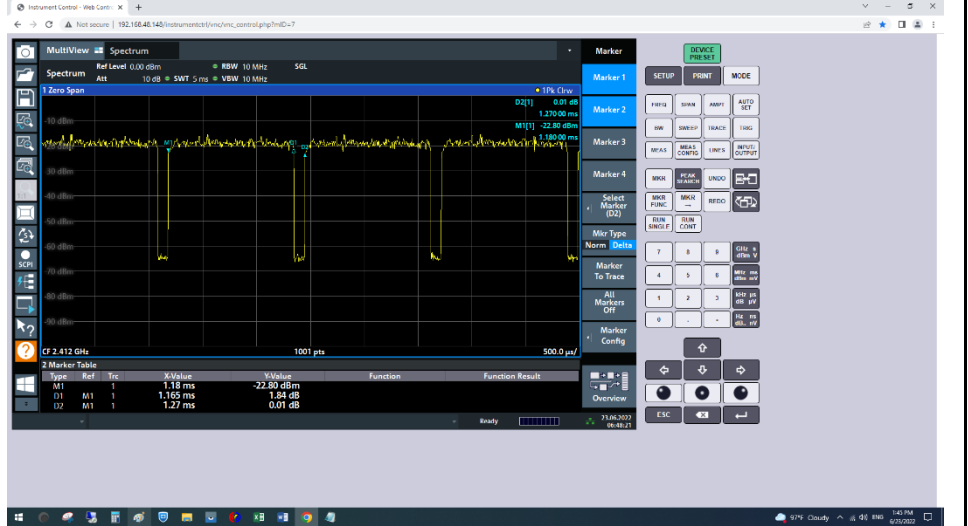 Instrument Control - Web Contro
Not secure | 192.168.48.148/instrumentctrl/vnc/vnc_control.php?mID=7
MultiView Spectrum
Spectrum
Ref Level 0.00 dBm RBW 10 MHz SGL
Att 10 dB SWT 5 ms VBW 10 MHz
1 Zero Span 1Pk Clrw
D2[1] 0.01 dB
1.270 00 ms
M1[1] -22.80 dBm
1.180 00 ms
-10 dBm
-30 dBm
-40 dBm
-50 dBm
-60 dBm
-70 dBm
-80 dBm
-90 dBm
M1
D2
CF 2.412 GHz 1001 pts 500.0 µs/
2 Marker Table
Type Ref Trc X-Value Y-Value Function Function Result
M1 1 1.18 ms -22.80 dBm
D1 M1 1 1.165 ms 1.84 dB
D2 M1 1 1.27 ms 0.01 dB
Ready
23.06.2022
06:48:21
SCPI
Marker
Marker 1
Marker 2
Marker 3
Marker 4
Select
Marker
(D2)
Mkr Type
Norm Delta
Marker
To Trace
All
Markers
Off
Marker
Config
Overview
DEVICE
PRESET
SETUP PRINT MODE
FREQ SPAN AMPT AUTO SET
BW SWEEP TRACE TRIG
MEAS MEAS CONFIG LINES INPUT/ OUTPUT
MKR PEAK SEARCH UNDO
MKR FUNC MKR → REDO
RUN SINGLE RUN CONT
7 8 9 GHz s dBm V
4 5 6 MHz ms dBm mV
1 2 3 kHz µs dB µV
0 . - Hz ns dB.. nV
ESC
97°F Cloudy ENG 1:45 PM
6/23/2022